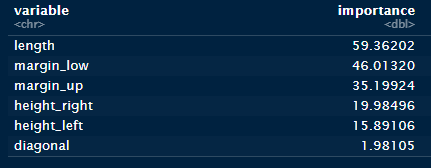 variable importance
<chr> <dbl>
length 59.36202
margin_low 46.01320
margin_up 35.19924
height_right 19.98496
height_left 15.89106
diagonal 1.98105